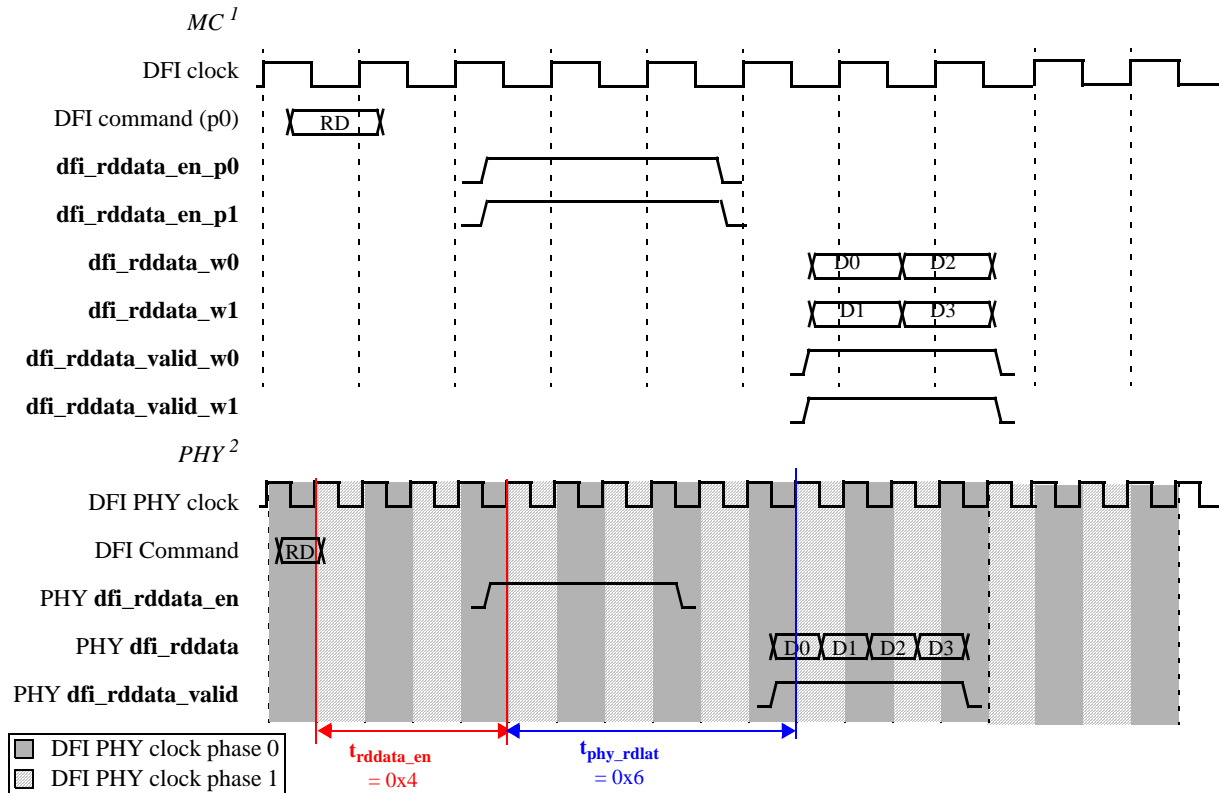 MC 1
DFI clock
DFI command (p0)
RD
dfi_rddata_en_p0
dfi_rddata_en_p1
dfi_rddata_w0
D0 D2
dfi_rddata_w1
D1 D3
dfi_rddata_valid_w0
dfi_rddata_valid_w1
PHY 2
DFI PHY clock
DFI Command
RD
PHY dfi_rddata_en
PHY dfi_rddata
D0 D1 D2 D3
PHY dfi_rddata_valid
DFI PHY clock phase 0
DFI PHY clock phase 1
trddata_en
= 0x4
tphy_rdlat
= 0x6